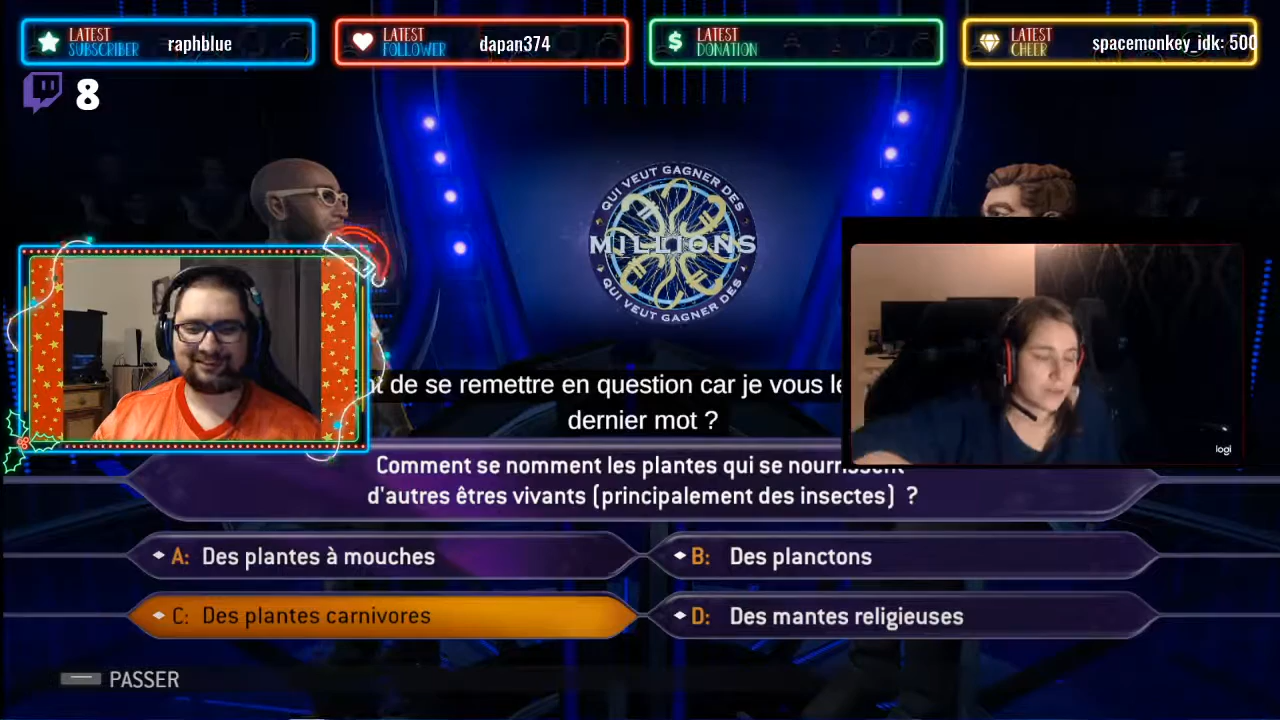 LATEST
SUBSCRIBER
raphblue
LATEST
FOLLOWER
dapan374
LATEST
DONATION
LATEST
CHEER
spacemonkey_idk: 500
8
QUI VEUT GAGNER DES
MILLIONS
QUI VEUT GAGNER DES
de se remettre en question car je vous
dernier mot ?
logi
Comment se nomment les plantes qui se nourrissent
d'autres êtres vivants (principalement des insectes) ?
A: Des plantes à mouches
B: Des planctons
C: Des plantes carnivores
D: Des mantes religieuses
PASSER